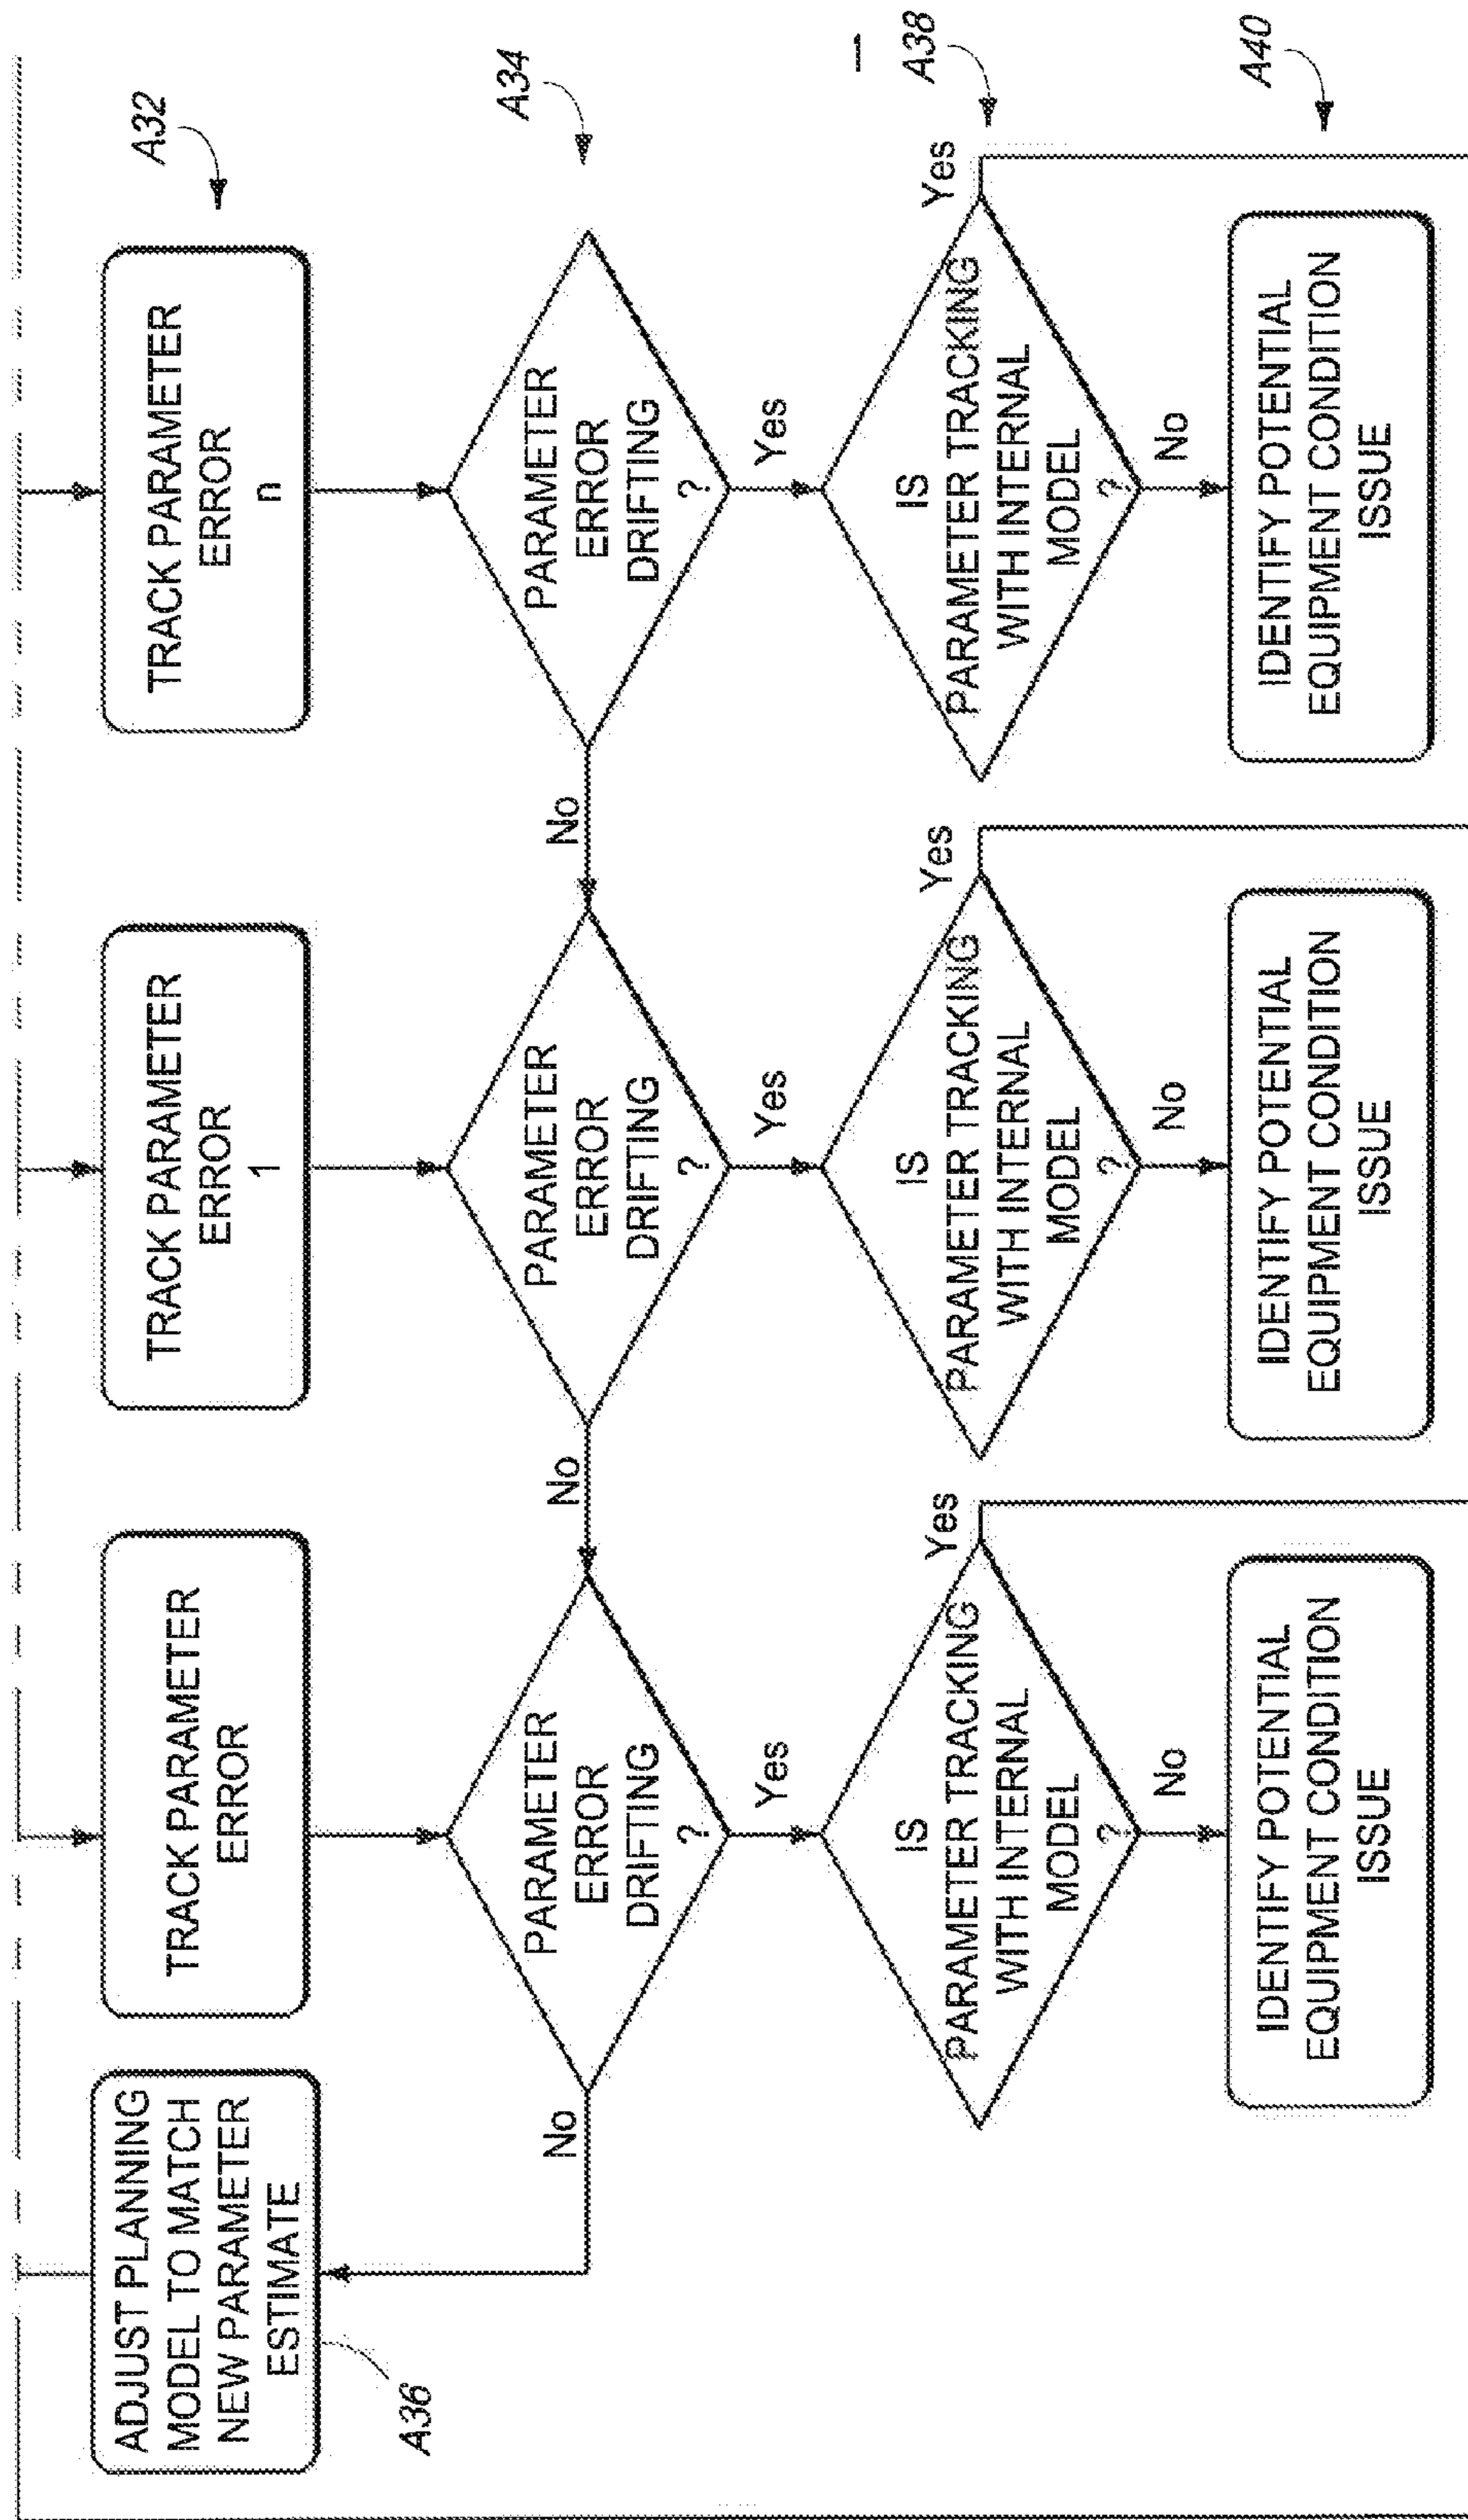 ADJUST PLANNING
MODEL TO MATCH
NEW PARAMETER
ESTIMATE
A36
TRACK PARAMETER
ERROR
TRACK PARAMETER
ERROR
1
TRACK PARAMETER
ERROR
n
A32
No
PARAMETER
ERROR
DRIFTING
?
No
PARAMETER
ERROR
DRIFTING
?
No
PARAMETER
ERROR
DRIFTING
?
A34
Yes
Yes
Yes
1
IS
PARAMETER TRACKING
WITH INTERNAL
MODEL
?
Yes
IS
PARAMETER TRACKING
WITH INTERNAL
MODEL
?
Yes
IS
PARAMETER TRACKING
WITH INTERNAL
MODEL
?
Yes
A38
No
No
No
IDENTIFY POTENTIAL
EQUIPMENT CONDITION
ISSUE
IDENTIFY POTENTIAL
EQUIPMENT CONDITION
ISSUE
IDENTIFY POTENTIAL
EQUIPMENT CONDITION
ISSUE
A40